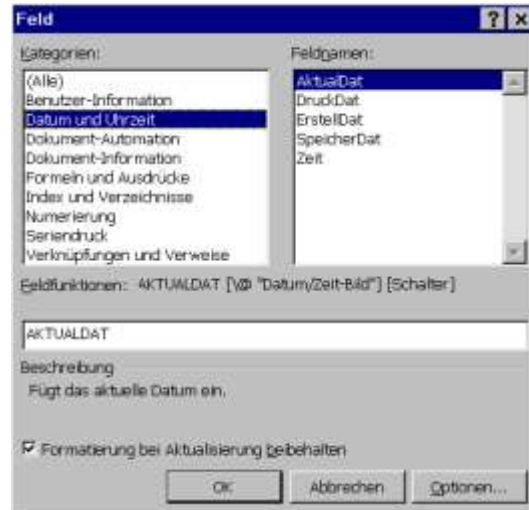 Feld
Kategorien: Feldnamen:
(Alle)
Benutzer-Information
Datum und Uhrzeit
Dokument-Automation
Dokument-Information
Formeln und Ausdrücke
Index und Verzeichnisse
Numerierung
Seriendruck
Verknüpfungen und Verweise
AktualDat
DruckDat
ErstellDat
SpeicherDat
Zeit
Feldfunktionen: AKTUALDAT [\@ "Datum/Zeit-Bild"] [Schalter]
AKTUALDAT
Beschreibung
Fügt das aktuelle Datum ein.
Formatierung bei Aktualisierung beibehalten
OK Abbrechen Optionen...